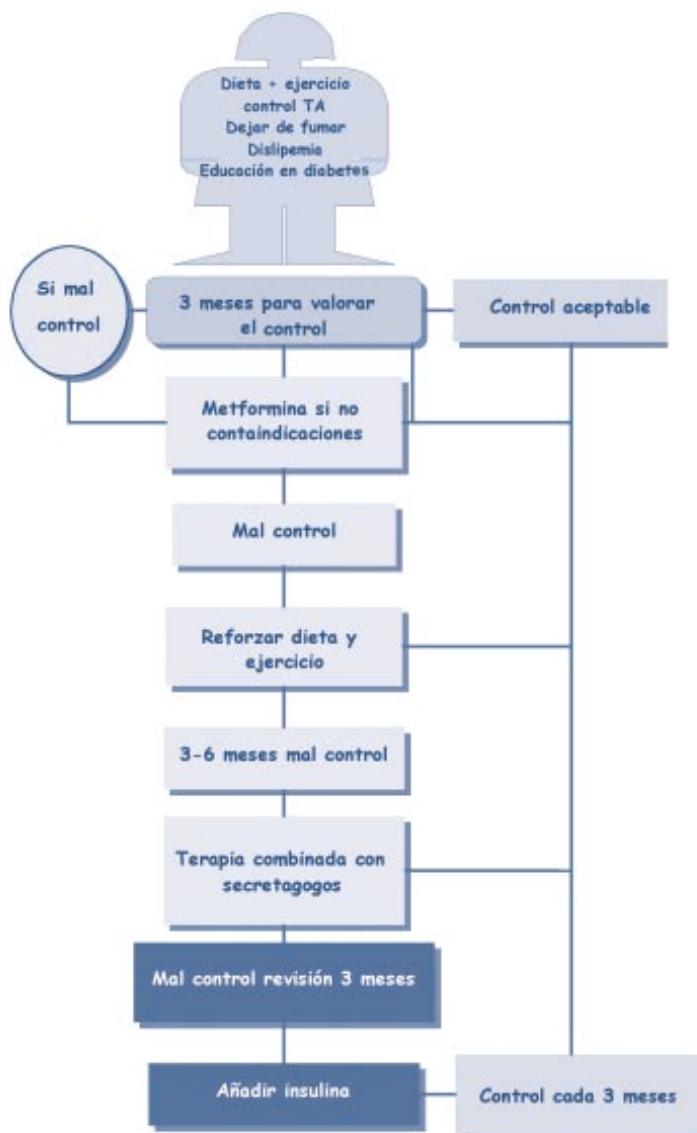 Dieta + ejercicio
control TA
Dejar de fumar
Dislipemia
Educación en diabetes
Si mal
control
3 meses para valorar
el control
Control aceptable
Metformina si no
containdicaciones
Mal control
Reforzar dieta y
ejercicio
3-6 meses mal control
Terapia combinada con
secretagogos
Mal control revisión 3 meses
Añadir insulina
Control cada 3 meses